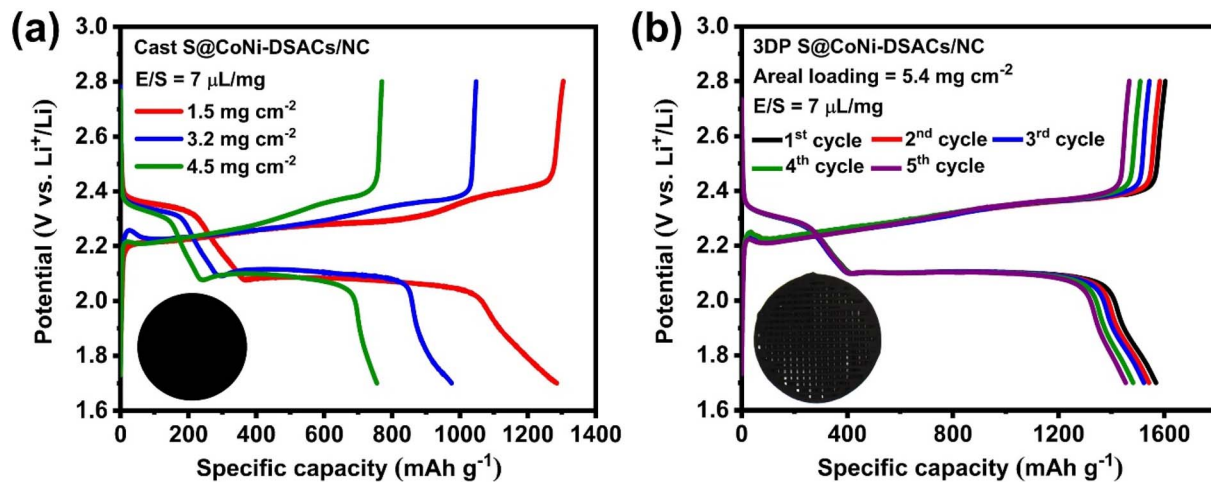 (a)
Cast S@CoNi-DSACs/NC
E/S = 7 μL/mg
1.5 mg cm⁻²
3.2 mg cm⁻²
4.5 mg cm⁻²
3.0
2.8
2.6
2.4
2.2
2.0
1.8
1.6
Potential (V vs. Li⁺/Li)
0 200 400 600 800 1000 1200 1400
Specific capacity (mAh g⁻¹)
(b)
3DP S@CoNi-DSACs/NC
Areal loading = 5.4 mg cm⁻²
E/S = 7 μL/mg
1ˢᵗ cycle 2ⁿᵈ cycle 3ʳᵈ cycle
4ᵗʰ cycle 5ᵗʰ cycle
3.0
2.8
2.6
2.4
2.2
2.0
1.8
1.6
Potential (V vs. Li⁺/Li)
0 400 800 1200 1600
Specific capacity (mAh g⁻¹)